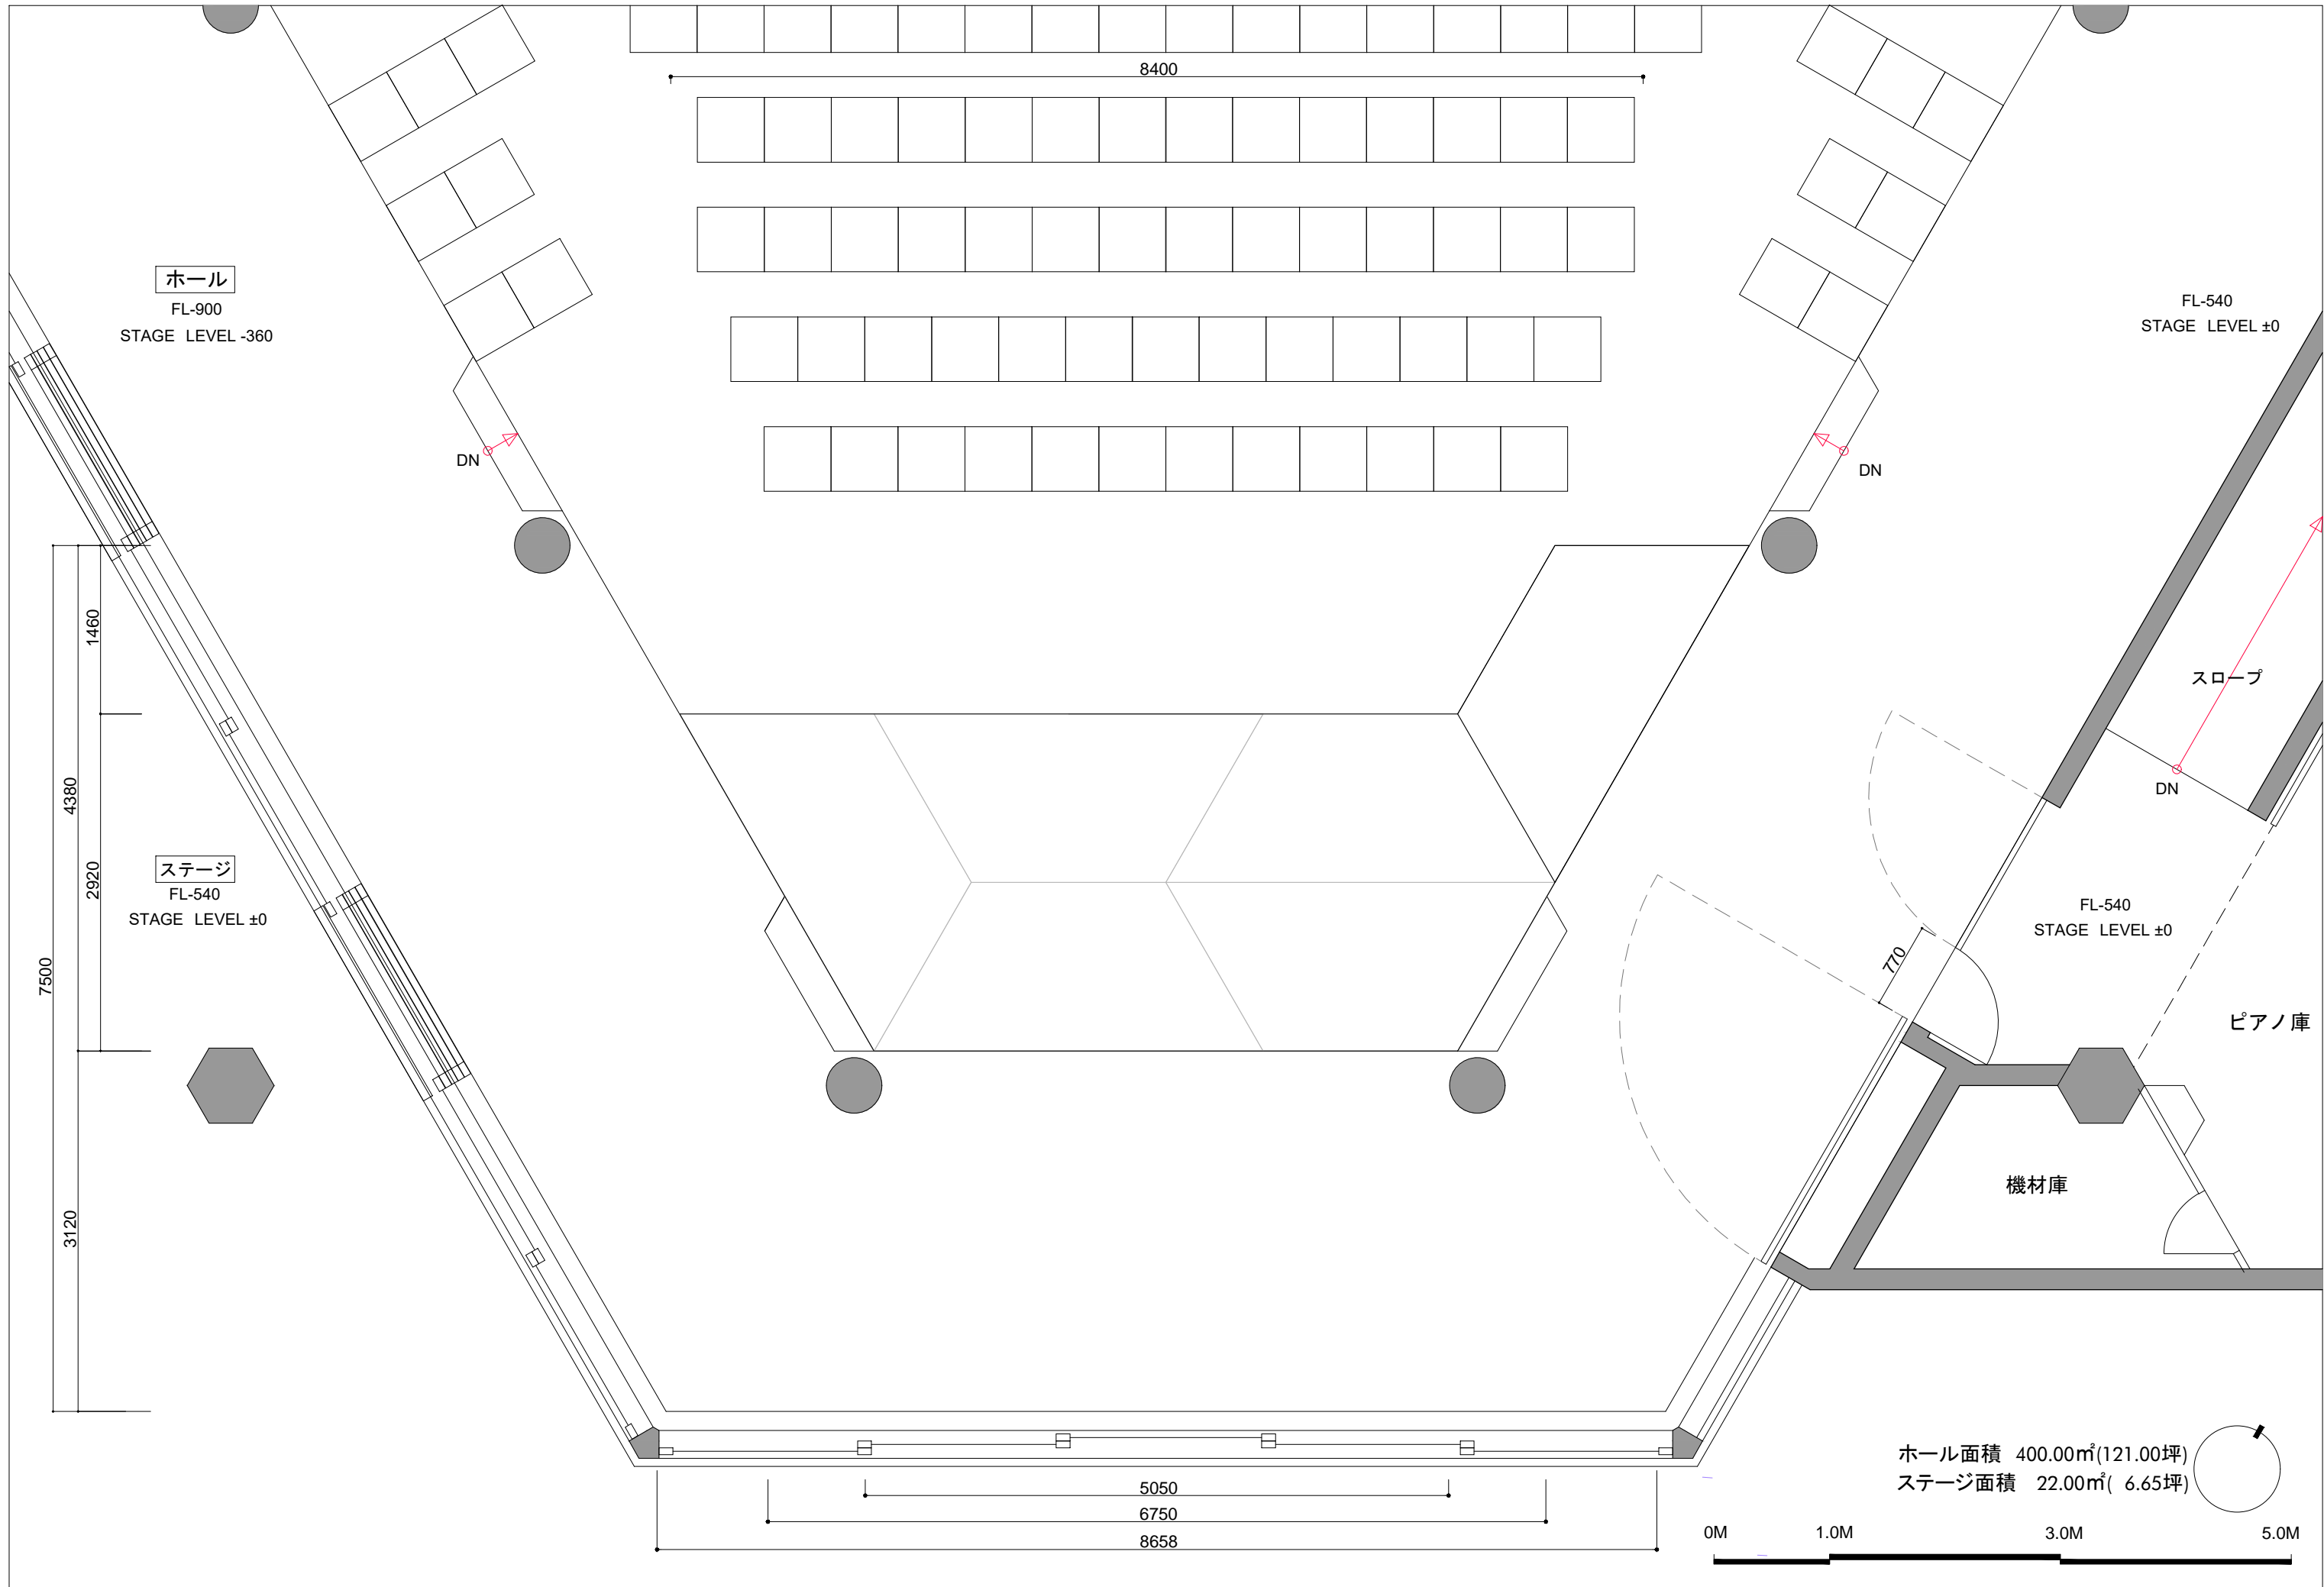 8400
ホール
FL-900
STAGE LEVEL -360
FL-540
STAGE LEVEL ±0
DN
DN
1460
スロープ
4380
DN
2920
ステージ
FL-540
STAGE LEVEL ±0
FL-540
STAGE LEVEL ±0
770
7500
ピアノ庫
機材庫
3120
ホール面積 400.00㎡(121.00坪)
ステージ面積 22.00㎡( 6.65坪)
5050
6750
8658
0M 1.0M 3.0M 5.0M